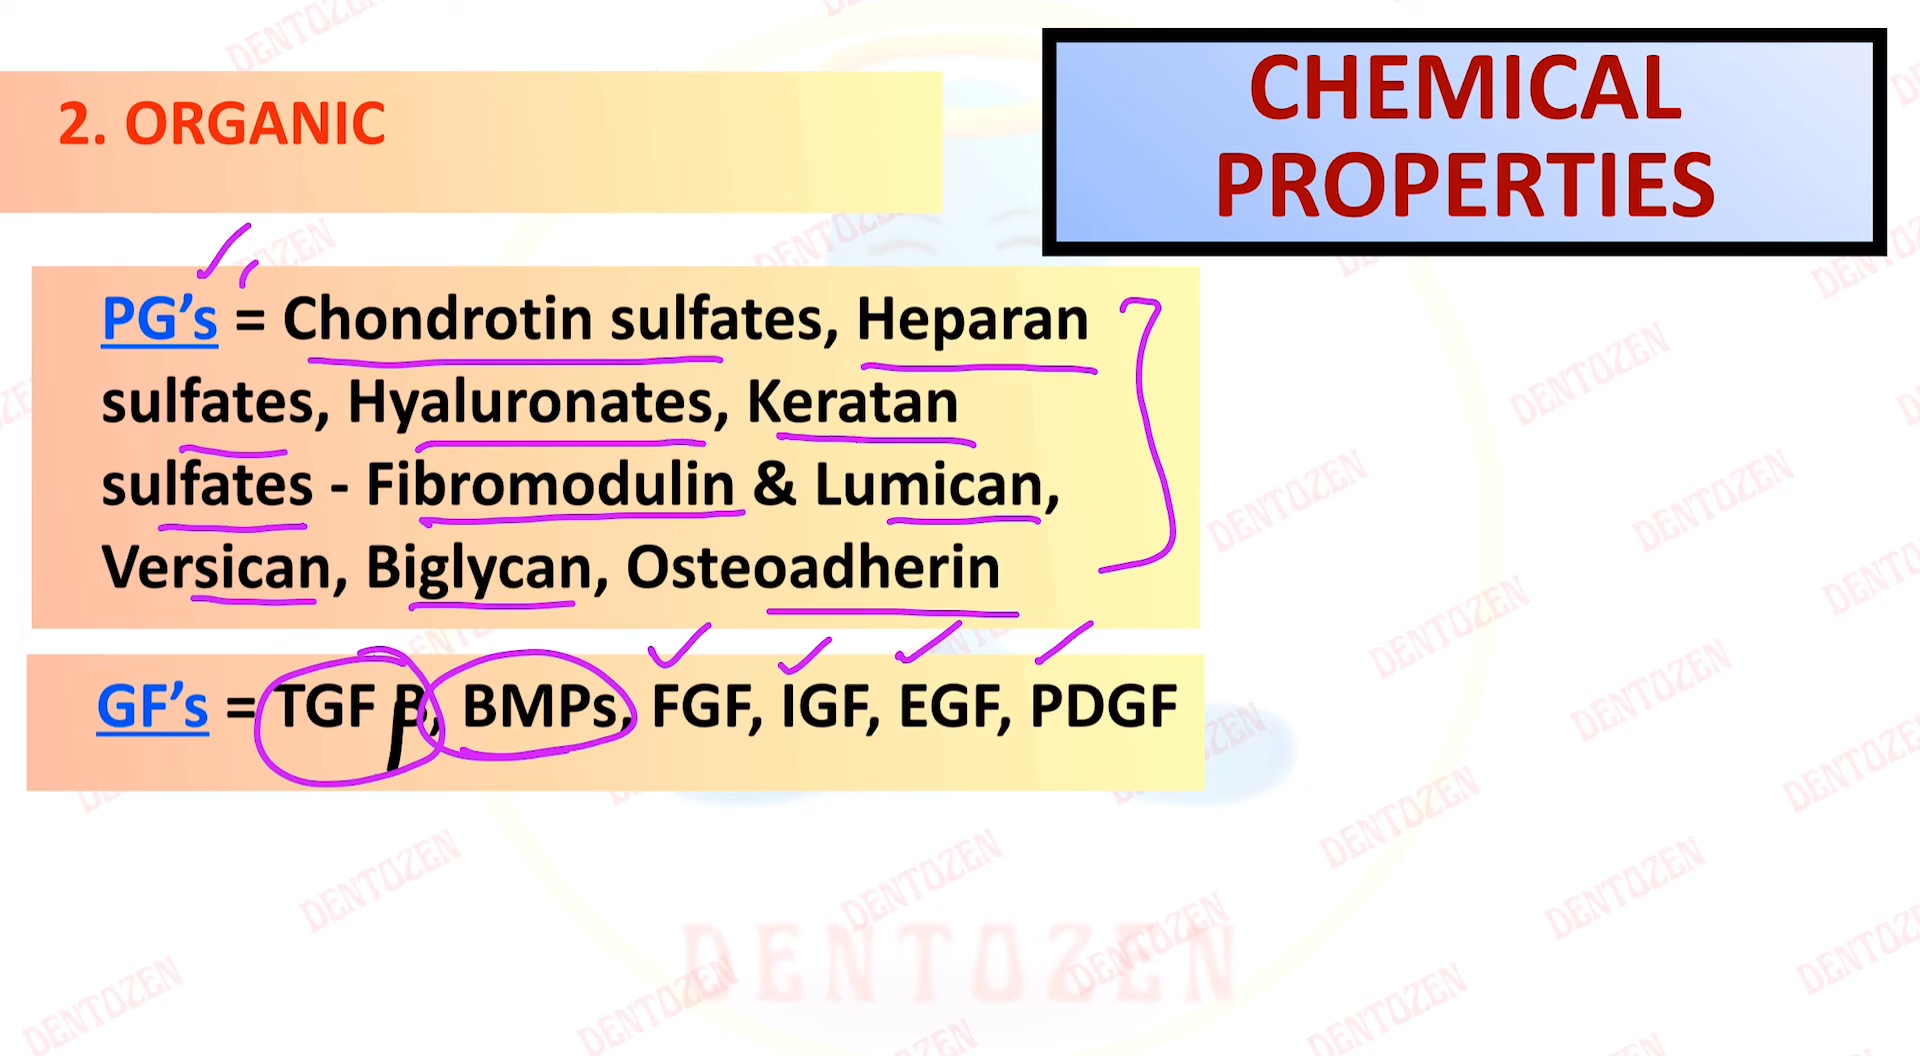 CHEMICAL
PROPERTIES
2. ORGANIC
PG's = Chondrotin sulfates, Heparan
sulfates, Hyaluronates, Keratan
sulfates - Fibromodulin & Lumican,
Versican, Biglycan, Osteoadherin
GF's = TGF β, BMPs, FGF, IGF, EGF, PDGF
DENTOZEN